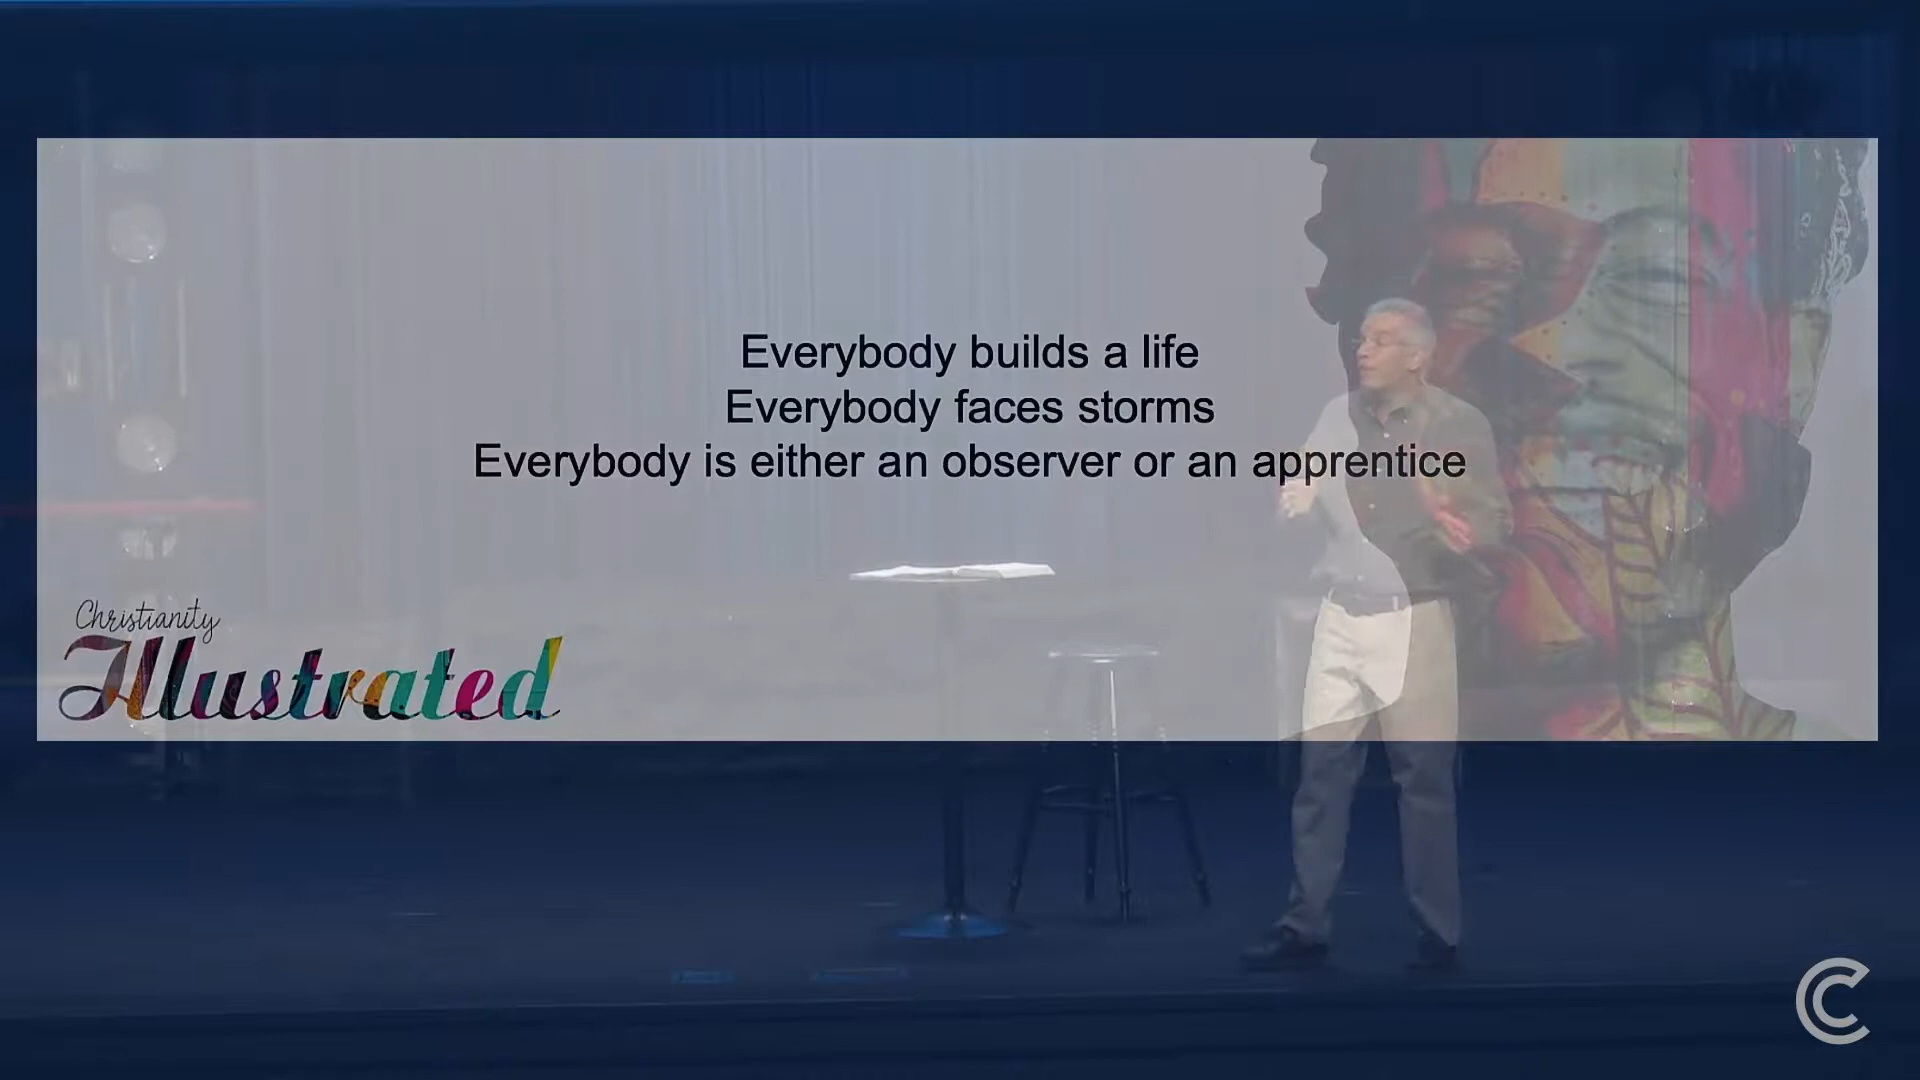 Everybody builds a life
Everybody faces storms
Everybody is either an observer or an apprentice
Christianity
Illustrated